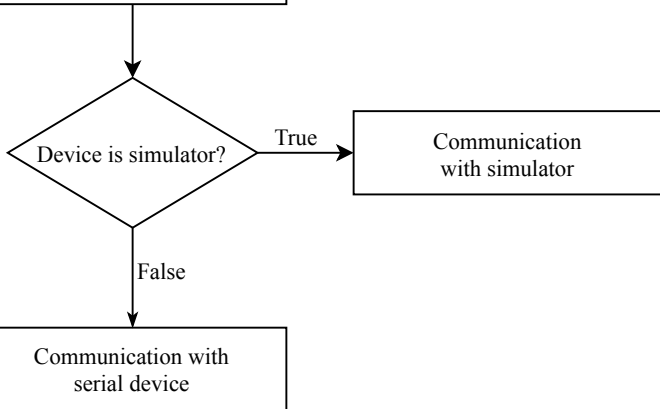 Device is simulator?
True
Communication
with simulator
False
Communication with
serial device